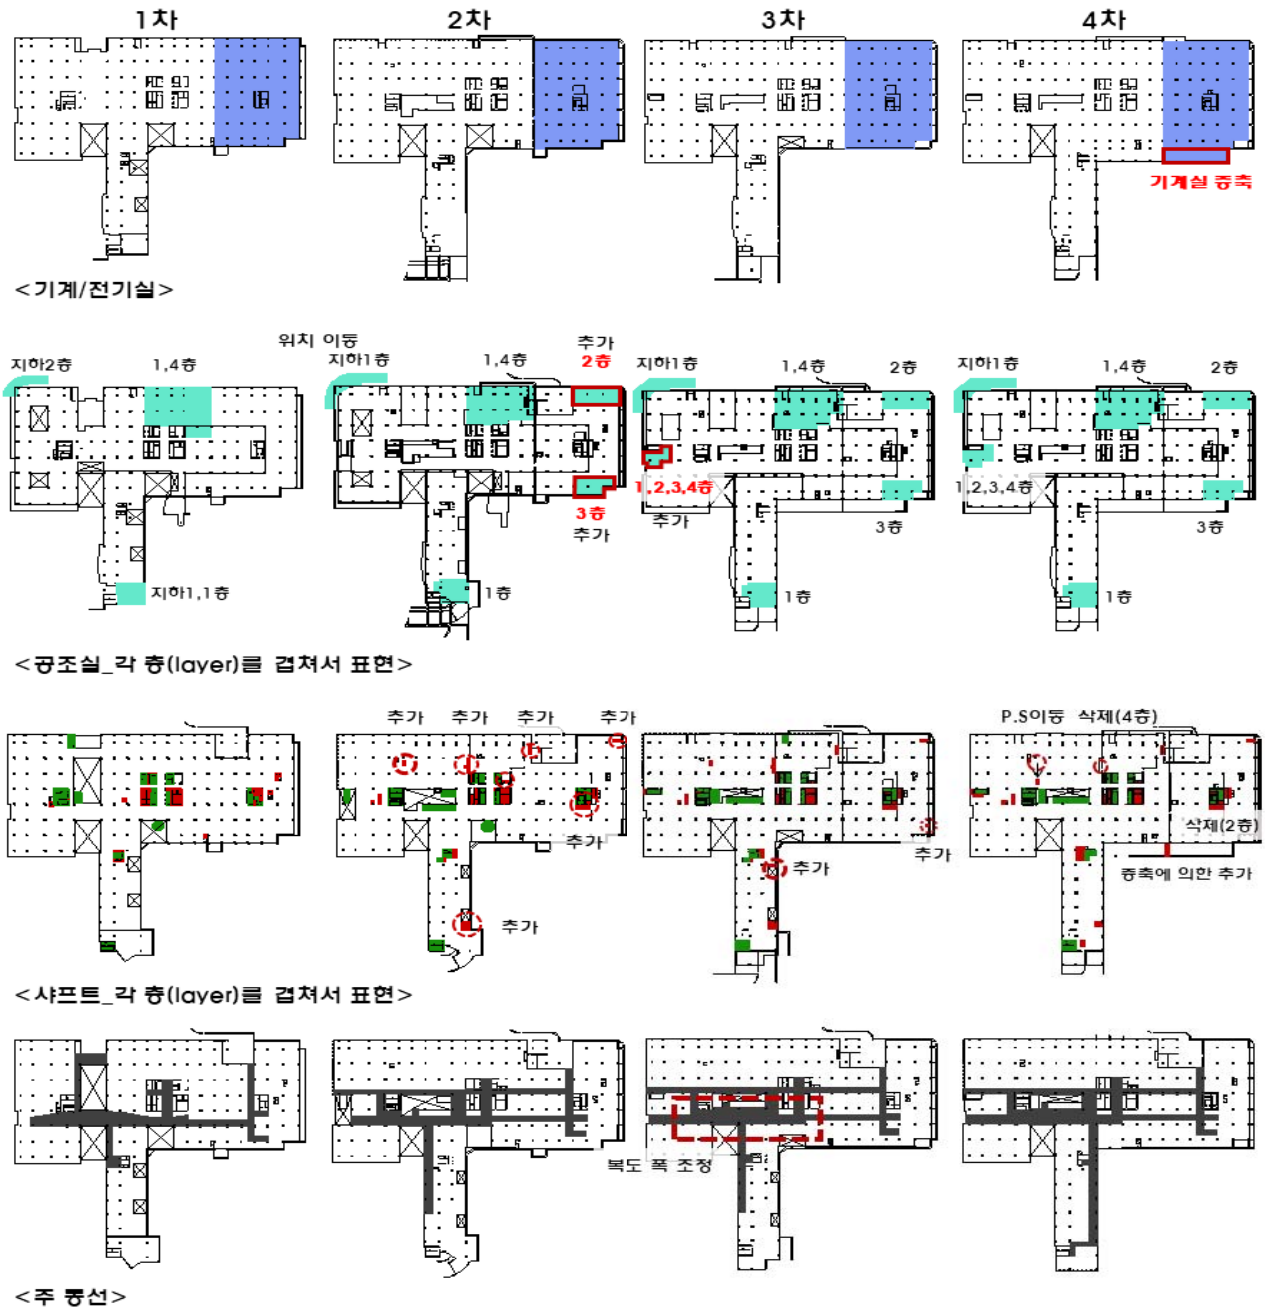 1차 2차 3차 4차
기계실 증축
<기계/전기실>
위치 이동 추가
지하2층 1,4층 지하1층 1,4층 2층 지하1층 1,4층 2층 지하1층 1,4층 2층
1,2,3,4층 1,2,3,4층
3층 추가 3층 3층
추가
지하1,1층 1층 1층 1층
<공조실_각 층(layer)를 겹쳐서 표현>
추가 추가 추가 추가 P.S이동 삭제(4층)
삭제(2층)
추가 추가 추가 증축에 의한 추가
추가
<샤프트_각 층(layer)를 겹쳐서 표현>
복도 폭 조정
<주 동선>